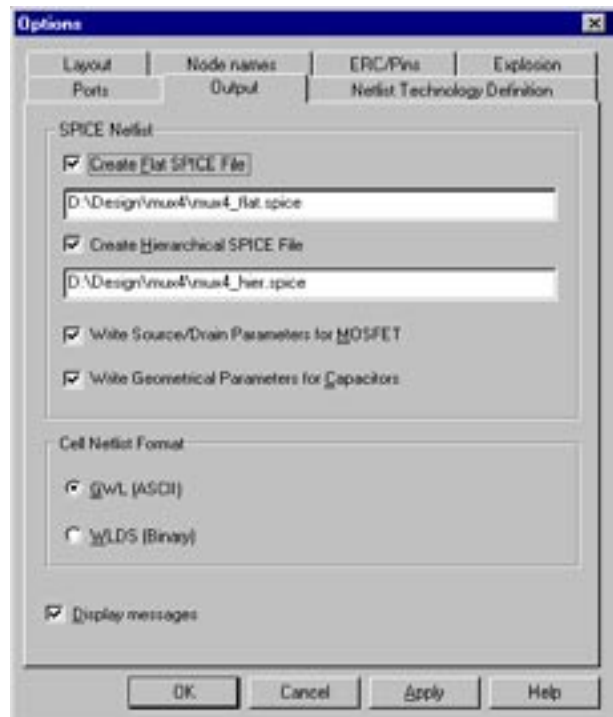 Options
Layout Node names ERC/Pins Explosion
Ports Output Netlist Technology Definition
SPICE Netlist
Create Flat SPICE File
D:\Design\mux4\mux4_flat.spice
Create Hierarchical SPICE File
D:\Design\mux4\mux4_hier.spice
Write Source/Drain Parameters for MOSFET
Write Geometrical Parameters for Capacitors
Cell Netlist Format
GWL (ASCII)
WLDS (Binary)
Display messages
OK Cancel Apply Help